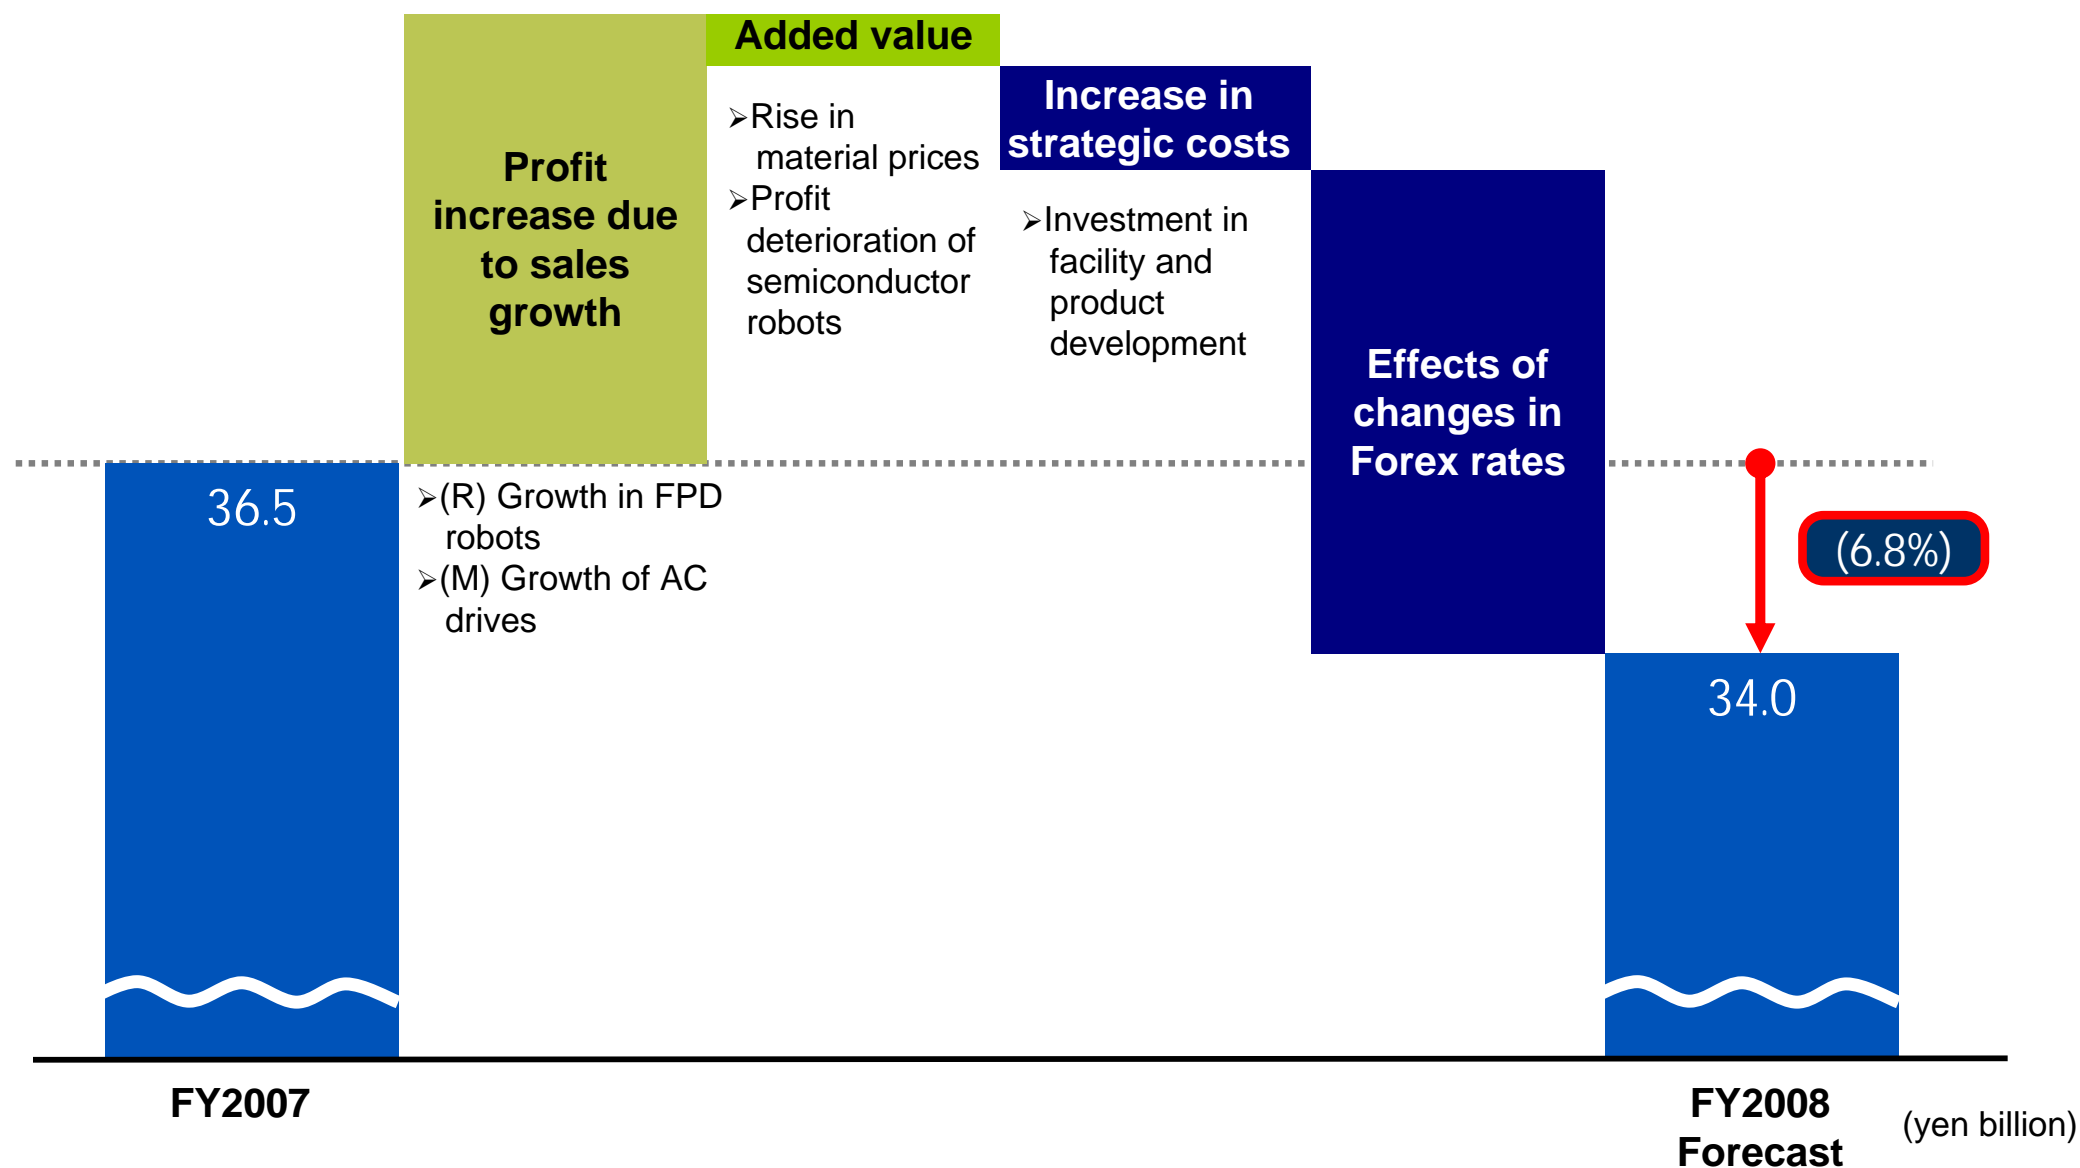 Profit
increase due
to sales
growth
Added value
➢Rise in
material prices
➢Profit
deterioration of
semiconductor
robots
Increase in
strategic costs
➢Investment in
facility and
product
development
Effects of
changes in
Forex rates
36.5
➢(R) Growth in FPD
robots
➢(M) Growth of AC
drives
(6.8%)
34.0
FY2007
FY2008
Forecast
(yen billion)